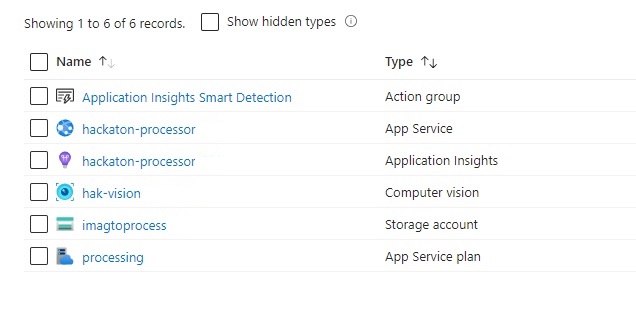 Showing 1 to 6 of 6 records. Show hidden types
Name ↑↓ Type ↑↓
Application Insights Smart Detection Action group
hackaton-processor App Service
hackaton-processor Application Insights
hak-vision Computer vision
imagtoprocess Storage account
processing App Service plan